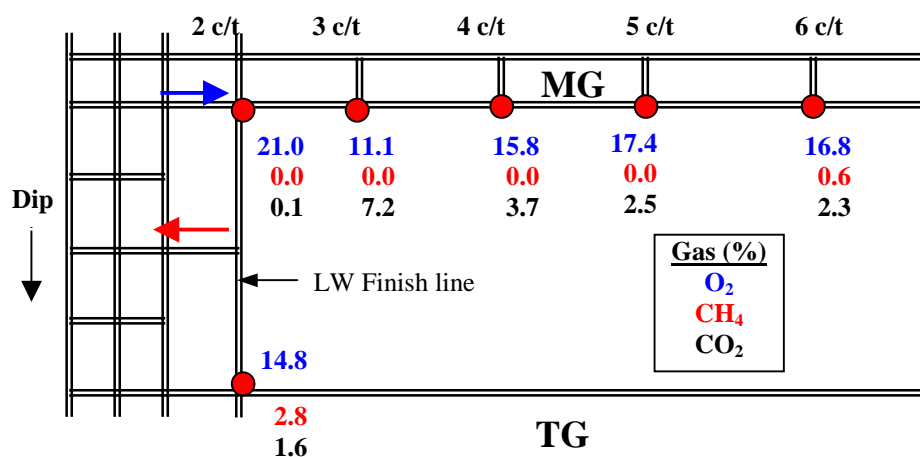 2 c/t 3 c/t 4 c/t 5 c/t 6 c/t
MG
21.0 11.1 15.8 17.4 16.8
0.0 0.0 0.0 0.0 0.6
0.1 7.2 3.7 2.5 2.3
Dip
Gas (%)
O₂
CH₄
CO₂
LW Finish line
14.8
2.8
1.6
TG